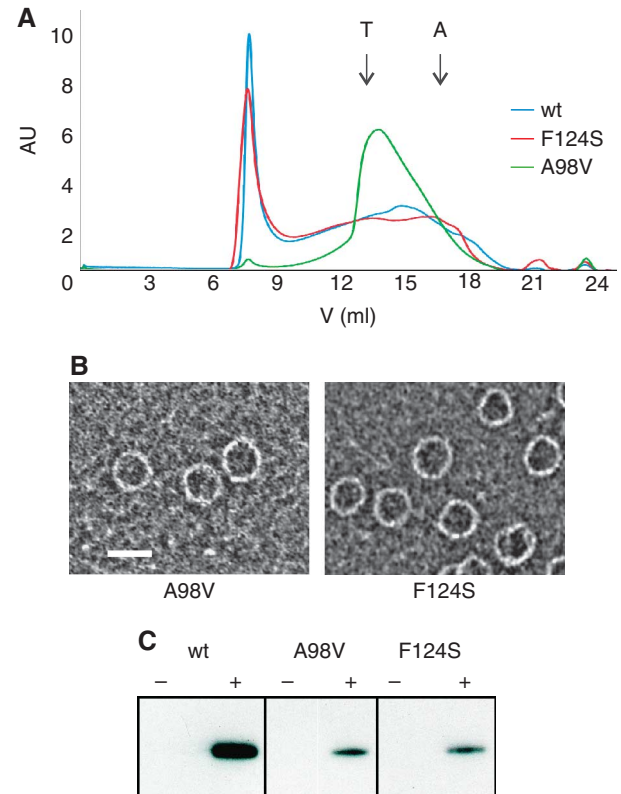 A
T A
10
8
6
4
2
0
AU
wt
F124S
A98V
3 6 9 12 15 18 21 24
V (ml)
B
A98V F124S
C
wt A98V F124S
– + – + – +